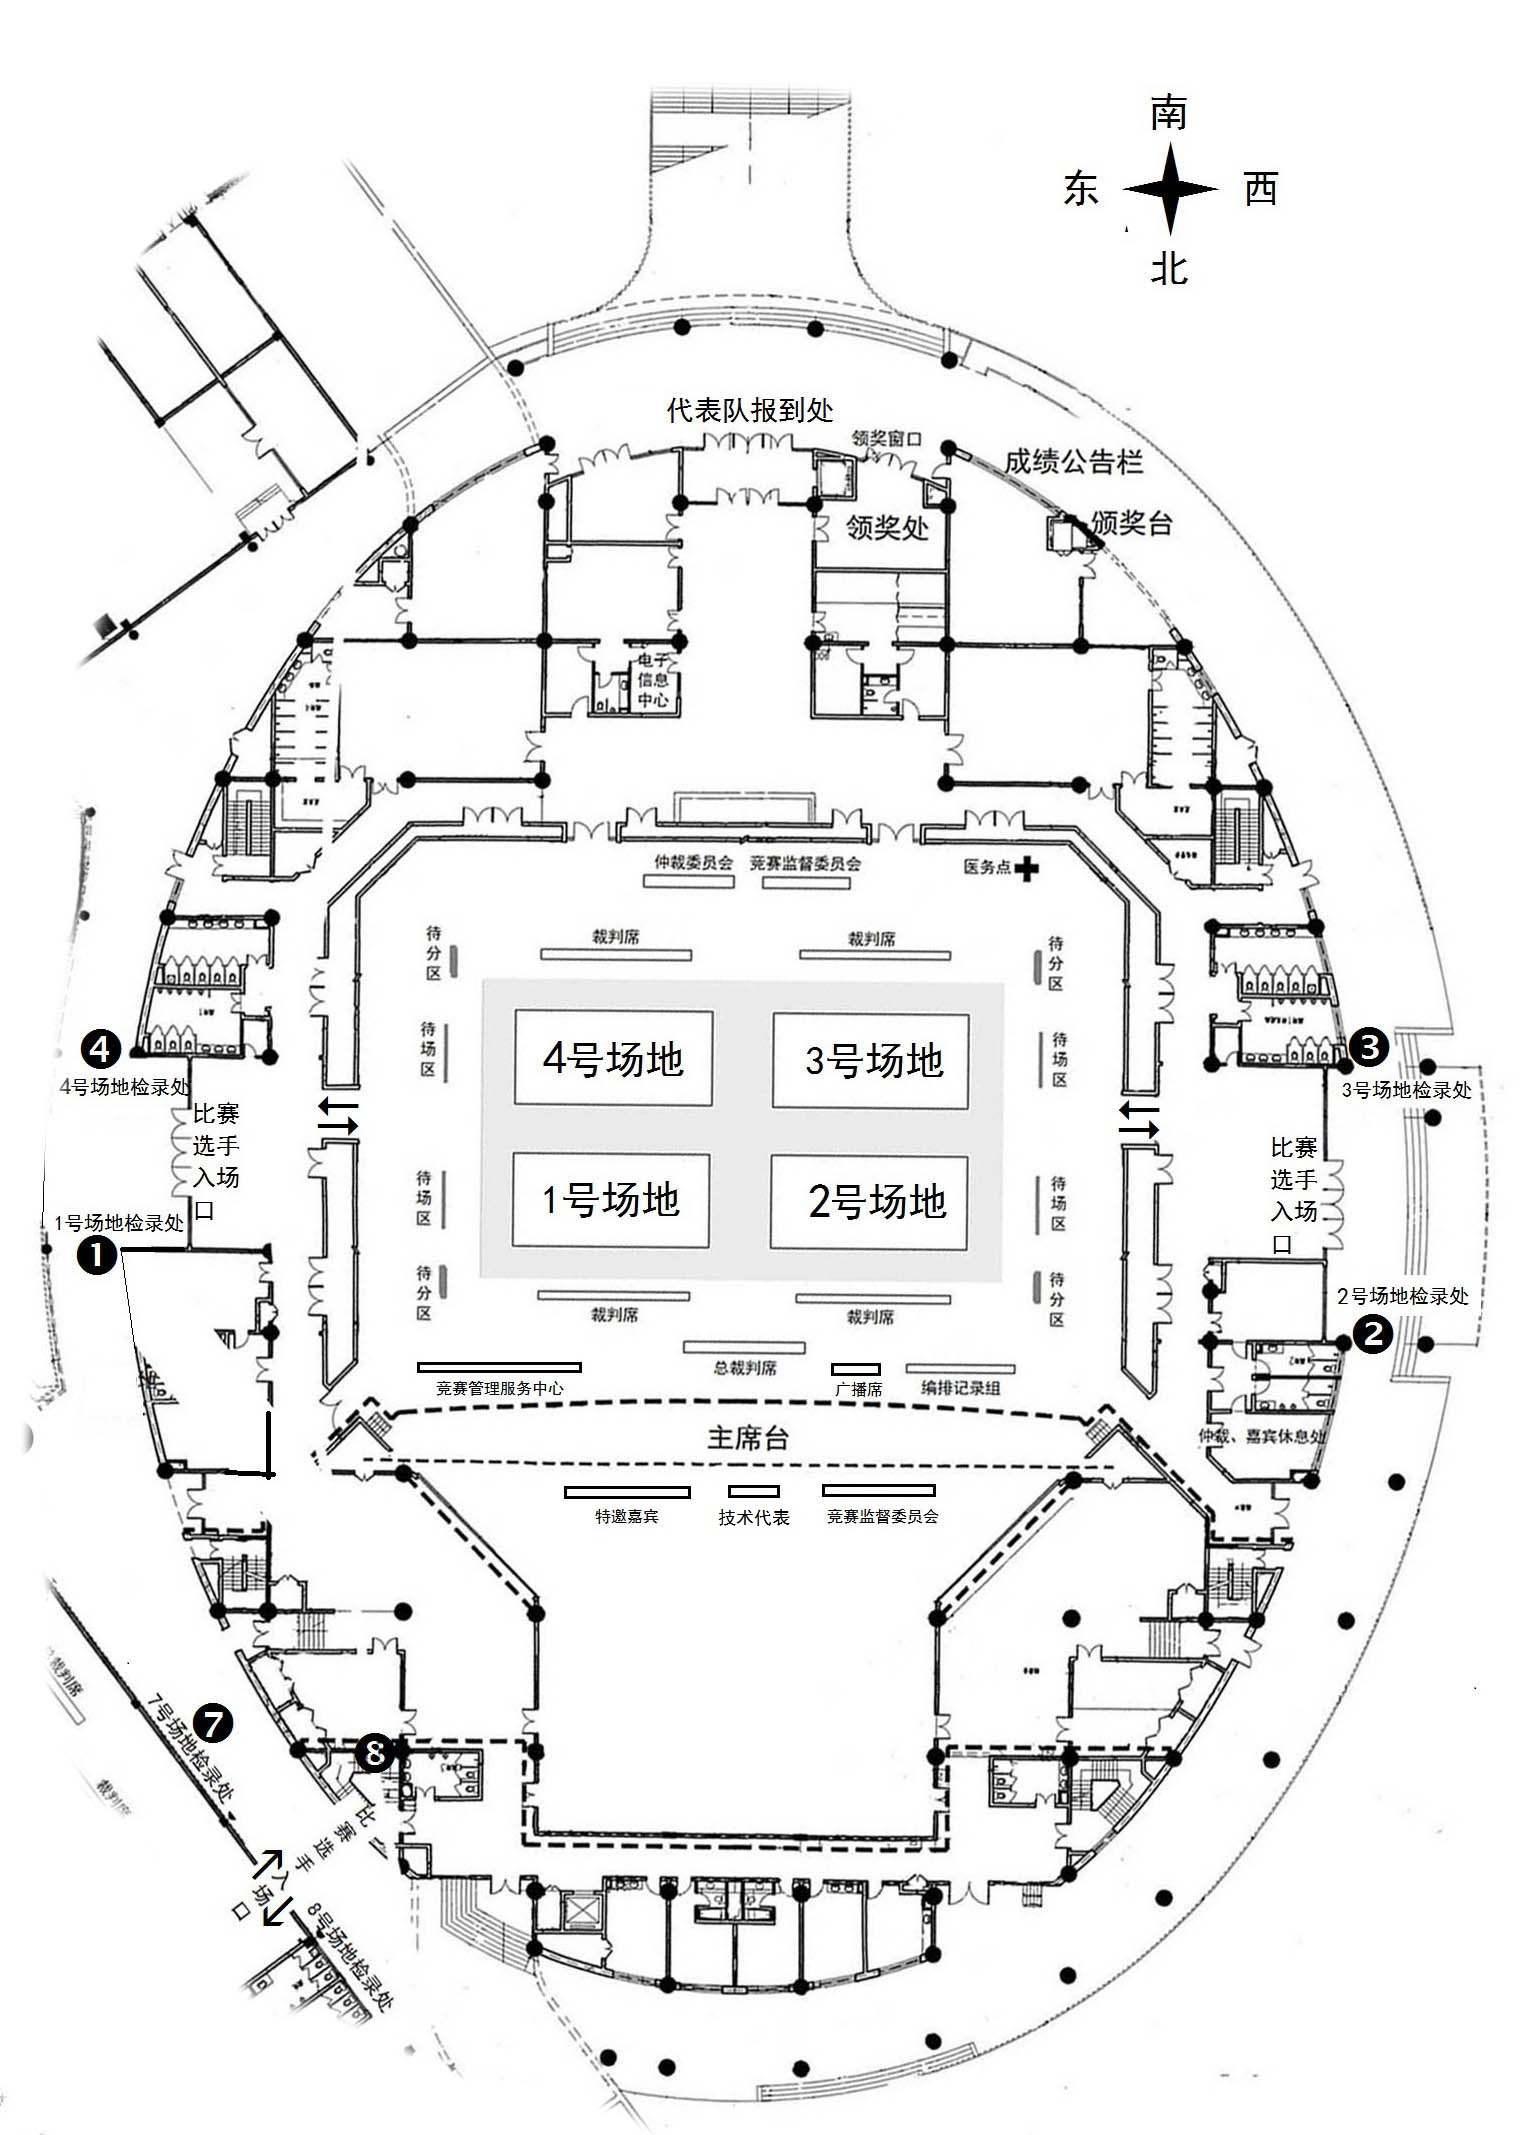 南
东
西
北
代表队报到处
领奖窗口
成绩公告栏
领奖处
颁奖台
电子
信息
中心
仲裁委员会
竞赛监督委员会
医务点
待分区
裁判席
裁判席
待分区
4
4号场地检录处
待场区
4号场地
3号场地
待场区
3
3号场地检录处
比赛
选手
入场
口
比赛
选手
入场
口
1号场地检录处
1
待场区
1号场地
2号场地
待场区
待分区
裁判席
裁判席
待分区
2号场地检录处
2
总裁判席
竞赛管理服务中心
广播席
编排记录组
主席台
仲裁、嘉宾休息处
特邀嘉宾
技术代表
竞赛监督委员会
裁判席
7
7号场地检录处
8
裁判席
比赛选手入场口
8号场地检录处